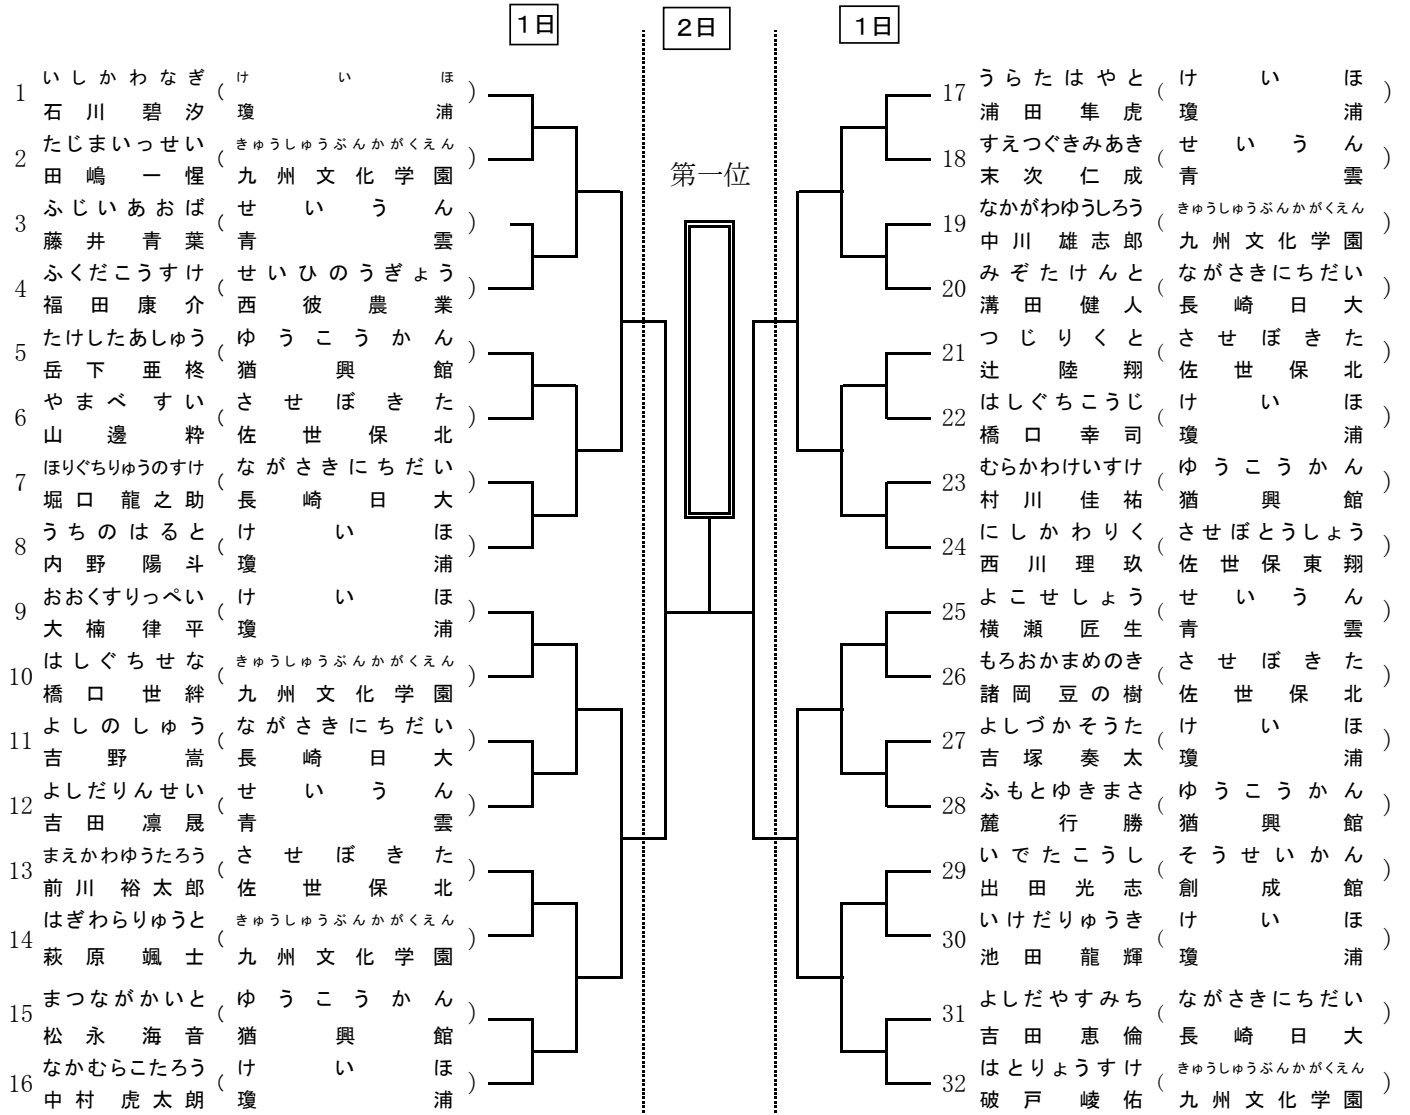 1日
2日
1日
第一位
いしかわなぎ けいほ
1 石川 碧汐 ( 瓊浦 )
たじまいっせい きゅうしゅうぶんかがくえん
2 田嶋 一惺 ( 九州文化学園 )
ふじいあおば せいうん
3 藤井 青葉 ( 青雲 )
ふくだこうすけ せいひのうぎょう
4 福田 康介 ( 西彼農業 )
たけしたあしゅう ゆうこうかん
5 岳下 亜柊 ( 猶興館 )
やまべ すい させぼきた
6 山邊 粋 ( 佐世保北 )
ほりぐちりゅうのすけ ながさきにちだい
7 堀口 龍之助 ( 長崎日大 )
うちのはると けいほ
8 内野 陽斗 ( 瓊浦 )
おおくすりっぺい けいほ
9 大楠 律平 ( 瓊浦 )
はしぐちせな きゅうしゅうぶんかがくえん
10 橋口 世絆 ( 九州文化学園 )
よしのしゅう ながさきにちだい
11 吉野 嵩 ( 長崎日大 )
よしだりんせい せいうん
12 吉田 凛晟 ( 青雲 )
まえかわゆうたろう させぼきた
13 前川 裕太郎 ( 佐世保北 )
はぎわらりゅうと きゅうしゅうぶんかがくえん
14 萩原 颯士 ( 九州文化学園 )
まつながかいと ゆうこうかん
15 松永 海音 ( 猶興館 )
なかむらこたろう けいほ
16 中村 虎太朗 ( 瓊浦 )
うらたはやと けいほ
17 浦田 隼虎 ( 瓊浦 )
すえつぐきみあき せいうん
18 末次 仁成 ( 青雲 )
なかがわゆうしろう きゅうしゅうぶんかがくえん
19 中川 雄志郎 ( 九州文化学園 )
みぞたけんと ながさきにちだい
20 溝田 健人 ( 長崎日大 )
つじりくと させぼきた
21 辻 陸翔 ( 佐世保北 )
はしぐちこうじ けいほ
22 橋口 幸司 ( 瓊浦 )
むらかわけいすけ ゆうこうかん
23 村川 佳祐 ( 猶興館 )
にしかわりく させぼとうしょう
24 西川 理玖 ( 佐世保東翔 )
よこせしょう せいうん
25 横瀬 匠生 ( 青雲 )
もろおかまめのき させぼきた
26 諸岡 豆の樹 ( 佐世保北 )
よしづかそうた けいほ
27 吉塚 奏太 ( 瓊浦 )
ふもとゆきまさ ゆうこうかん
28 麓 行勝 ( 猶興館 )
いでたこうし そうせいかん
29 出田 光志 ( 創成館 )
いけだりゅうき けいほ
30 池田 龍輝 ( 瓊浦 )
よしだやすみち ながさきにちだい
31 吉田 恵倫 ( 長崎日大 )
はとりょうすけ きゅうしゅうぶんかがくえん
32 破戸 崚佑 ( 九州文化学園 )